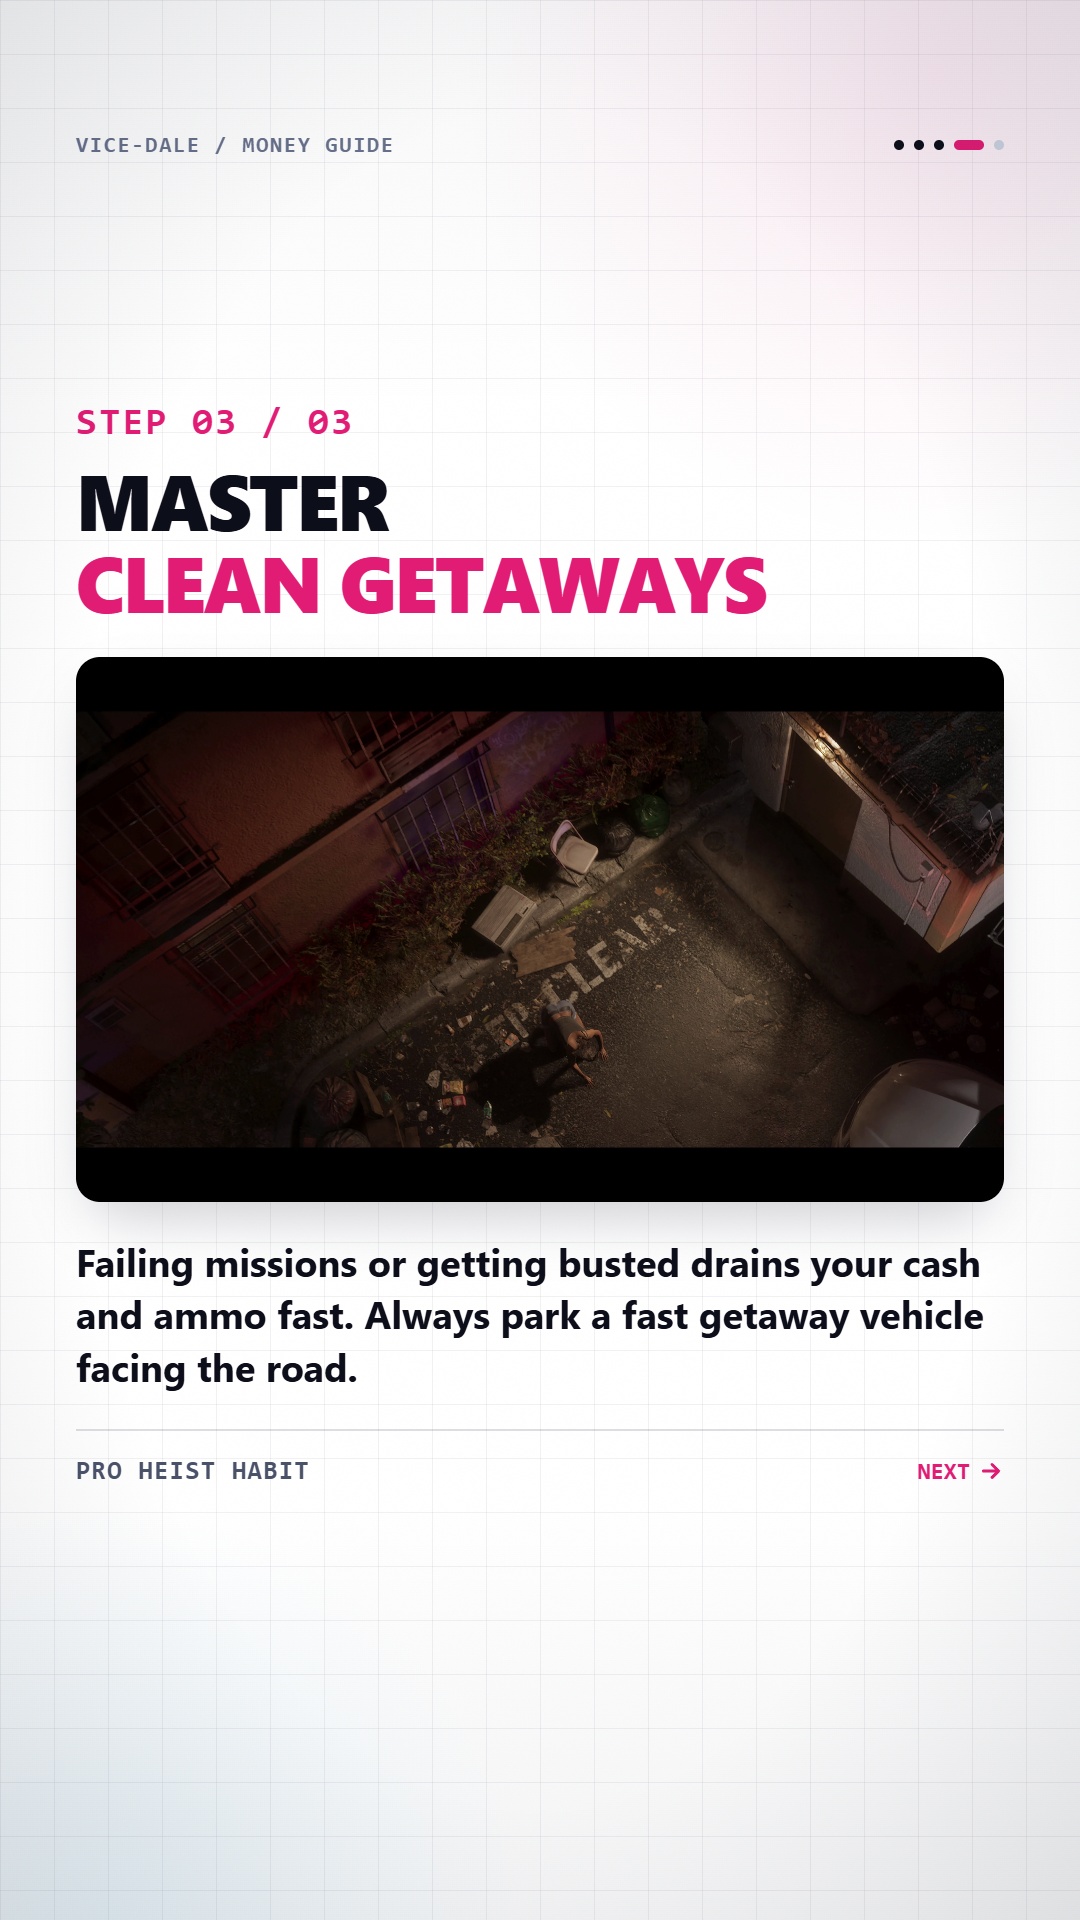 VICE-DALE / MONEY GUIDE
STEP 03 / 03
MASTER
CLEAN GETAWAYS
CLEAR
Failing missions or getting busted drains your cash
and ammo fast. Always park a fast getaway vehicle
facing the road.
PRO HEIST HABIT
NEXT →